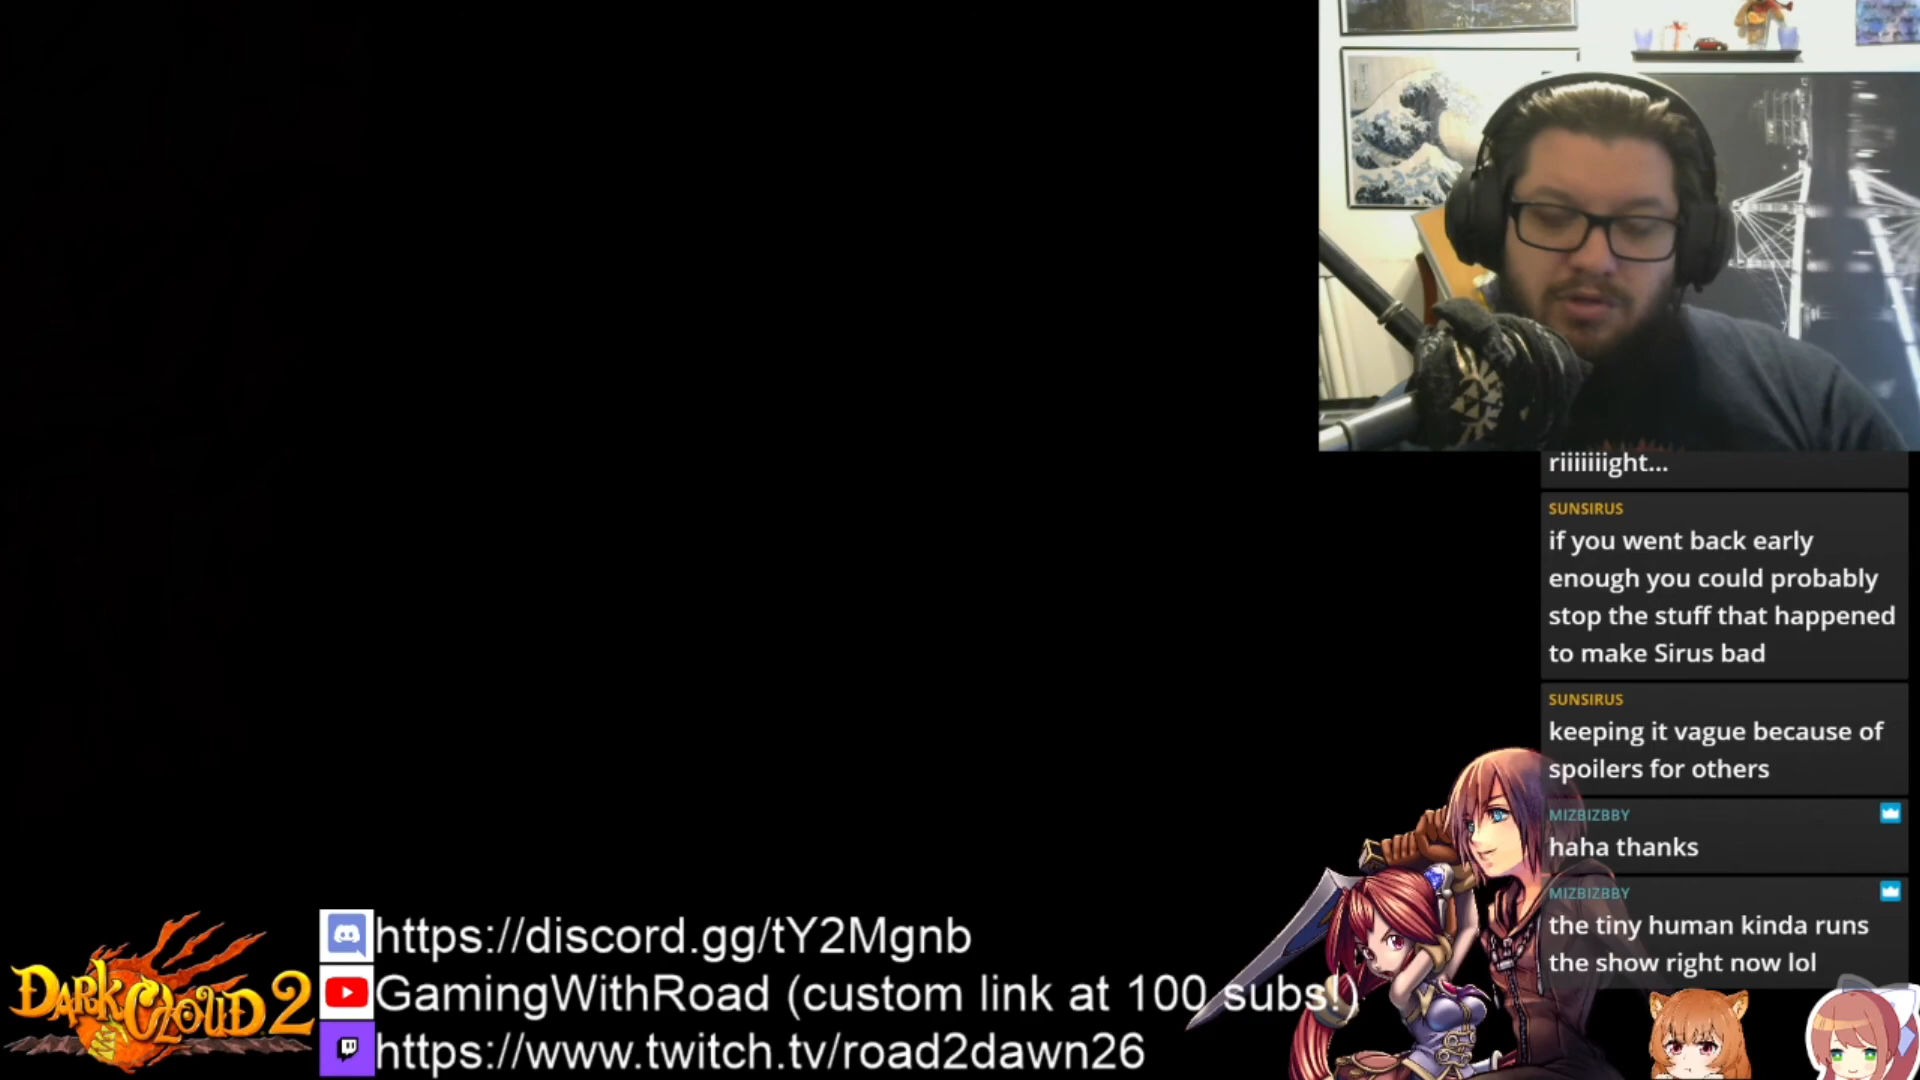 riiiiiiight...
SUNSIRUS
if you went back early
enough you could probably
stop the stuff that happened
to make Sirus bad
SUNSIRUS
keeping it vague because of
spoilers for others
MIZBIZBBY
haha thanks
MIZBIZBBY
the tiny human kinda runs
the show right now lol
DARK CLOUD 2
https://discord.gg/tY2Mgnb
GamingWithRoad (custom link at 100 subs!)
https://www.twitch.tv/road2dawn26